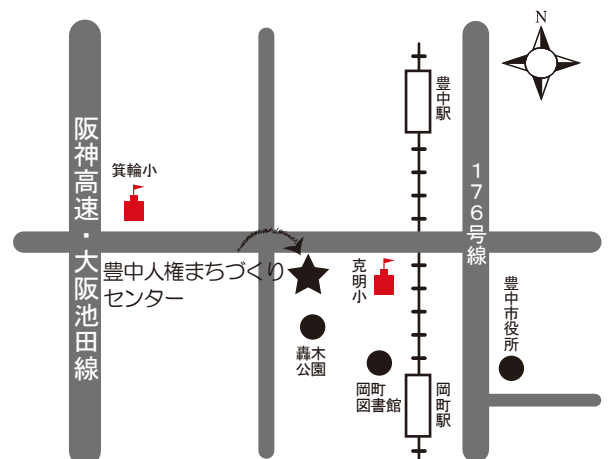 N
豊中駅
阪神高速・大阪池田線
箕輪小
176号線
豊中人権まちづくり
センター
克明小
豊中市役所
轟木
公園
岡町
図書館
岡町駅